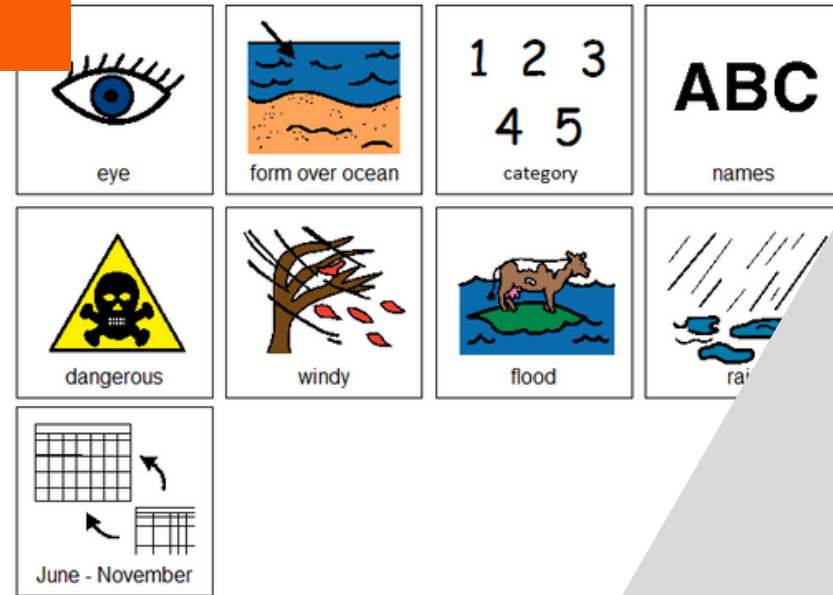 eye
form over ocean
1 2 3
4 5
category
ABC
names
dangerous
windy
flood
June - November